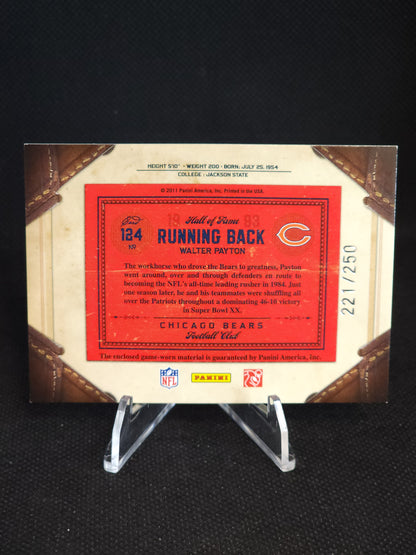 HEIGHT 5'10" • WEIGHT 200 • BORN: JULY 25, 1954
COLLEGE: JACKSON STATE
© 2011 Panini America, Inc. Printed in the USA.
Card
124
Nº
19 Hall of Fame 93
RUNNING BACK
WALTER PAYTON
The workhorse who drove the Bears to greatness, Payton
went around, over and through defenders en route to
becoming the NFL's all-time leading rusher in 1984. Just
one season later, he and his teammates were shuffling all
over the Patriots throughout a dominating 46-10 victory
in Super Bowl XX.
CHICAGO BEARS
Football Club
The enclosed game-worn material is guaranteed by Panini America, Inc.
221/250
NFL
PANINI